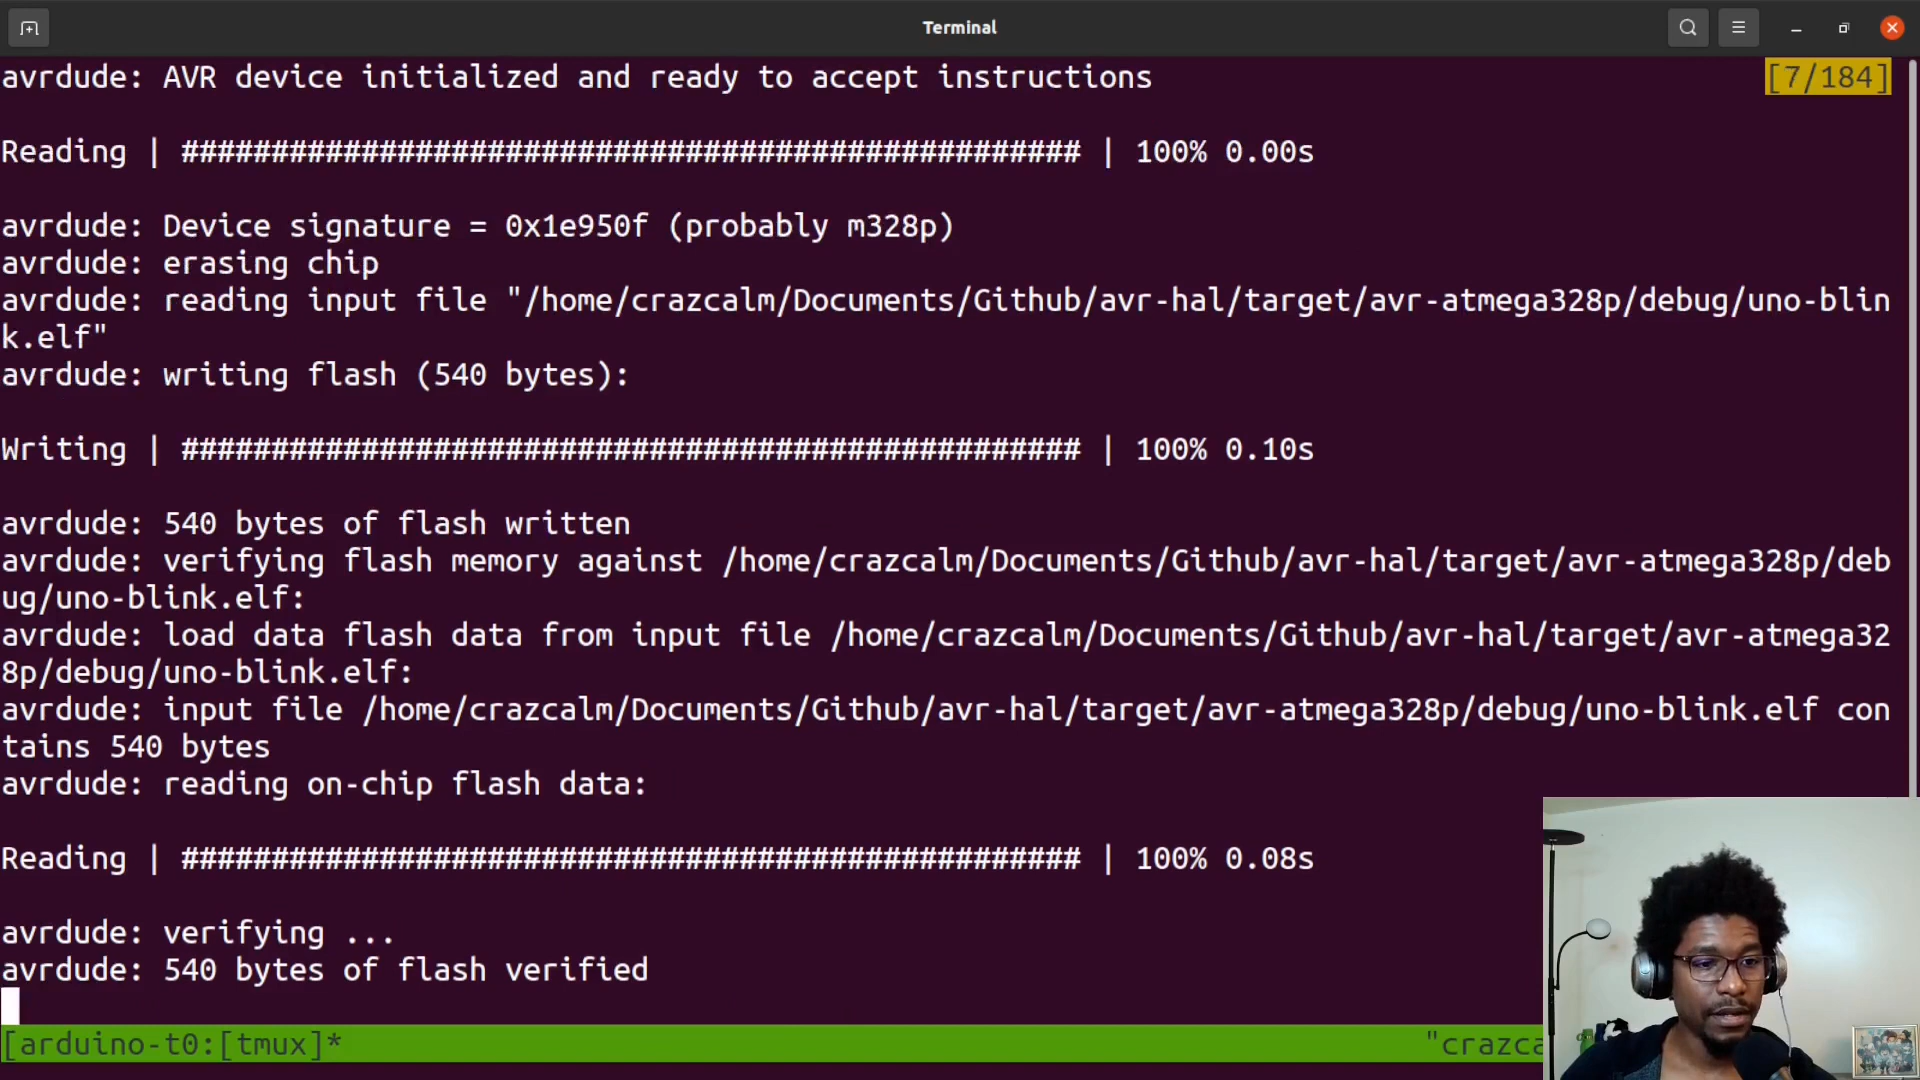 Terminal
avrdude: AVR device initialized and ready to accept instructions
[7/184]
Reading | ################################################## | 100% 0.00s
avrdude: Device signature = 0x1e950f (probably m328p)
avrdude: erasing chip
avrdude: reading input file "/home/crazcalm/Documents/Github/avr-hal/target/avr-atmega328p/debug/uno-blin
k.elf"
avrdude: writing flash (540 bytes):
Writing | ################################################## | 100% 0.10s
avrdude: 540 bytes of flash written
avrdude: verifying flash memory against /home/crazcalm/Documents/Github/avr-hal/target/avr-atmega328p/deb
ug/uno-blink.elf:
avrdude: load data flash data from input file /home/crazcalm/Documents/Github/avr-hal/target/avr-atmega32
8p/debug/uno-blink.elf:
avrdude: input file /home/crazcalm/Documents/Github/avr-hal/target/avr-atmega328p/debug/uno-blink.elf con
tains 540 bytes
avrdude: reading on-chip flash data:
Reading | ################################################## | 100% 0.08s
avrdude: verifying ...
avrdude: 540 bytes of flash verified
[arduino-t0:[tmux]*
"crazca